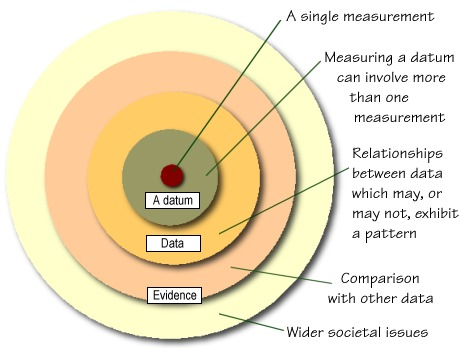 A single measurement
Measuring a datum
can involve more
than one
measurement
Relationships
between data
which may, or
may not, exhibit
a pattern
A datum
Data
Comparison
with other data
Evidence
Wider societal issues